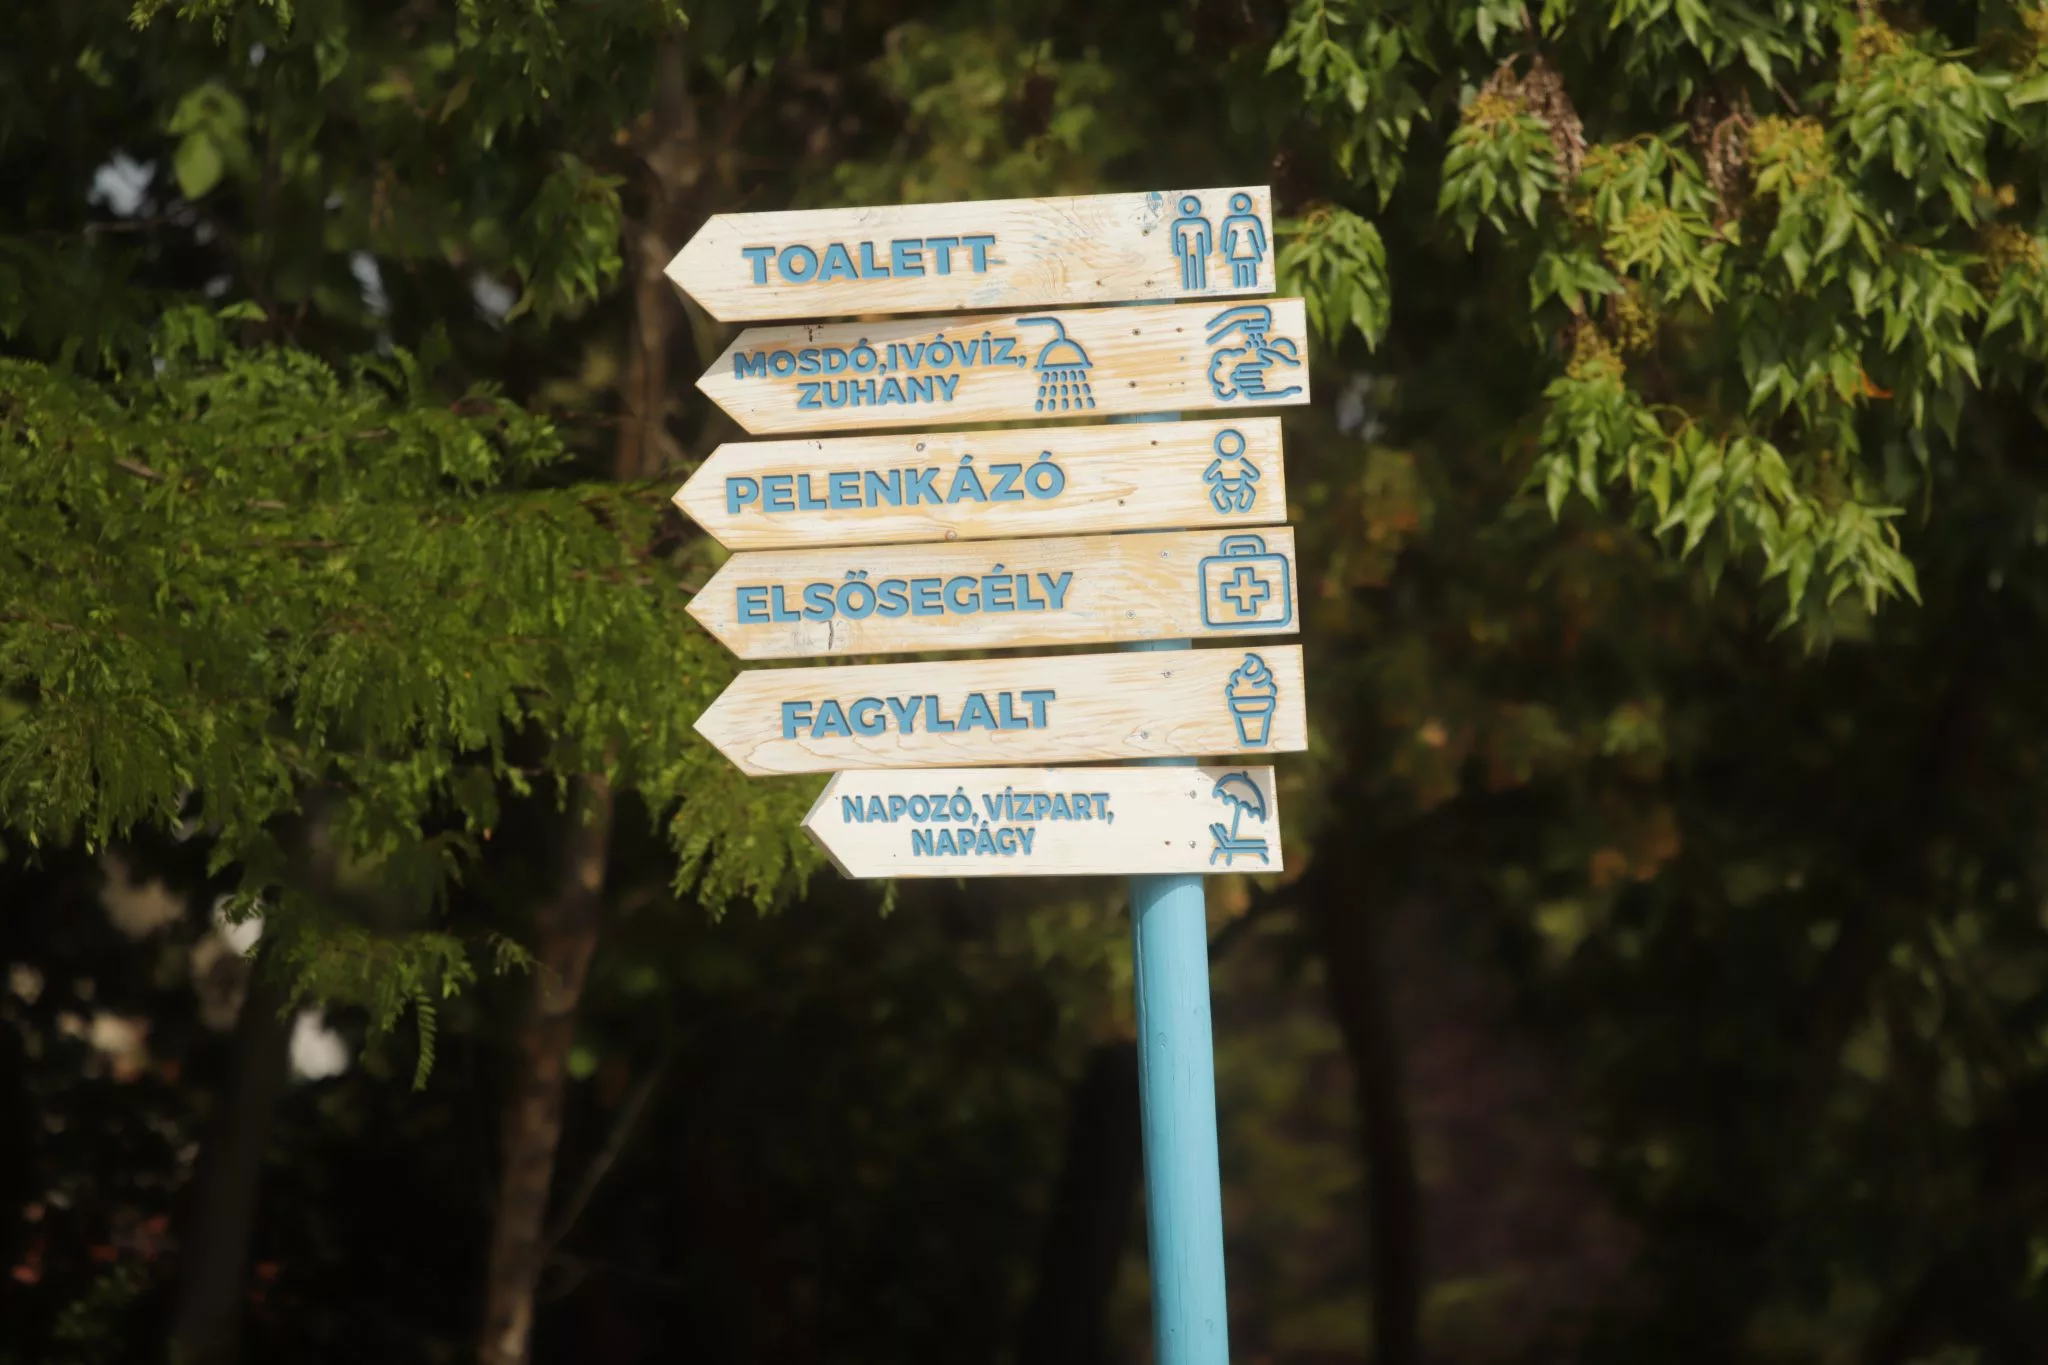 TOALETT
MOSDÓ,IVÓVÍZ,
ZUHANY
PELENKÁZÓ
ELSŐSEGÉLY
FAGYLALT
NAPOZÓ, VÍZPART,
NAPÁGY